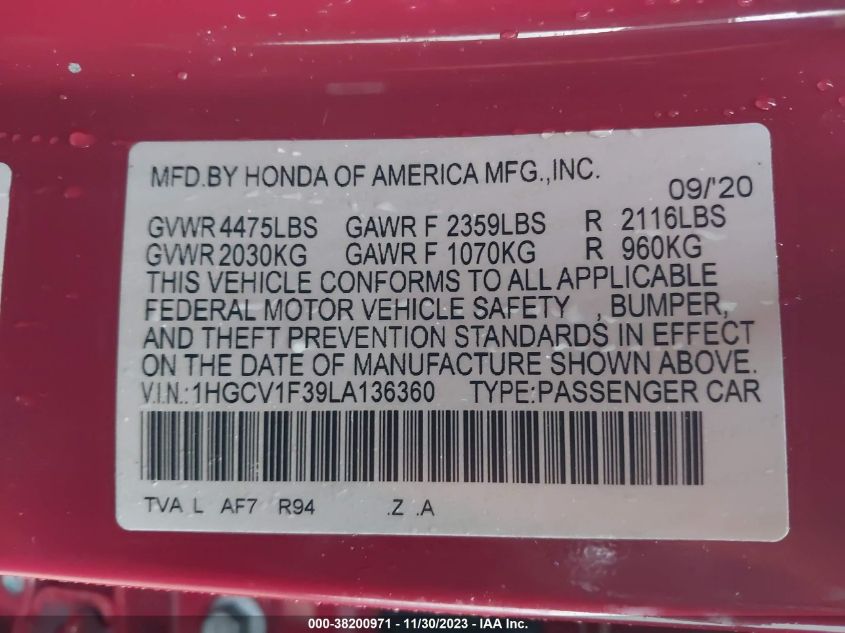 MFD.BY HONDA OF AMERICA MFG.,INC.
09/'20
GVWR 4475LBS GAWR F 2359LBS R 2116LBS
GVWR 2030KG GAWR F 1070KG R 960KG
THIS VEHICLE CONFORMS TO ALL APPLICABLE
FEDERAL MOTOR VEHICLE SAFETY , BUMPER,
AND THEFT PREVENTION STANDARDS IN EFFECT
ON THE DATE OF MANUFACTURE SHOWN ABOVE.
V.I.N.:1HGCV1F39LA136360 TYPE:PASSENGER CAR
TVA L AF7 R94 .Z .A
000-38200971 - 11/30/2023 - IAA Inc.